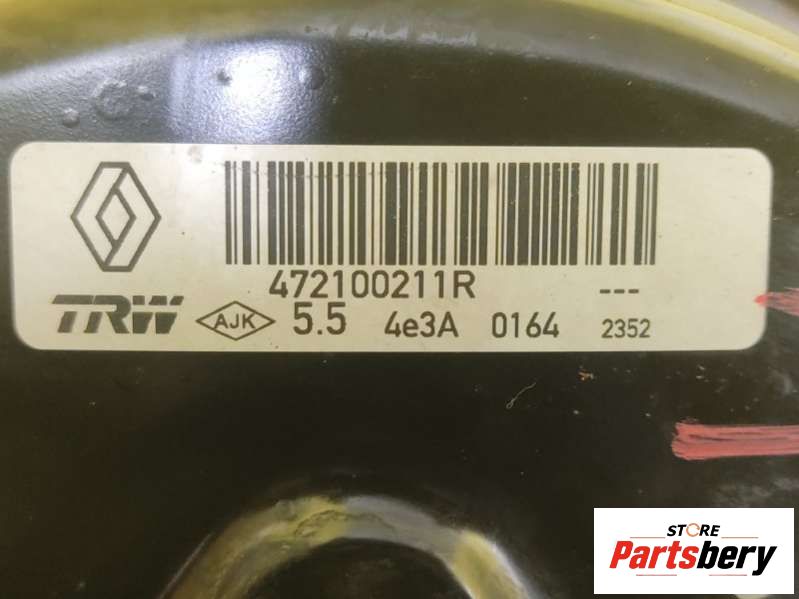 472100211R ---
TRW AJK 5.5 4e3A 0164 2352
STORE
Partsbery